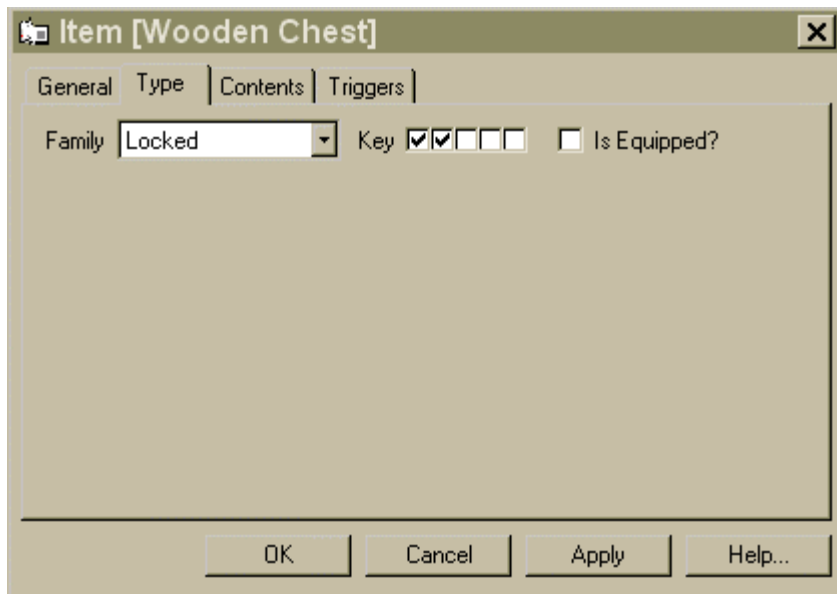 Item [Wooden Chest]
General Type Contents Triggers
Family Locked Key Is Equipped?
OK Cancel Apply Help...